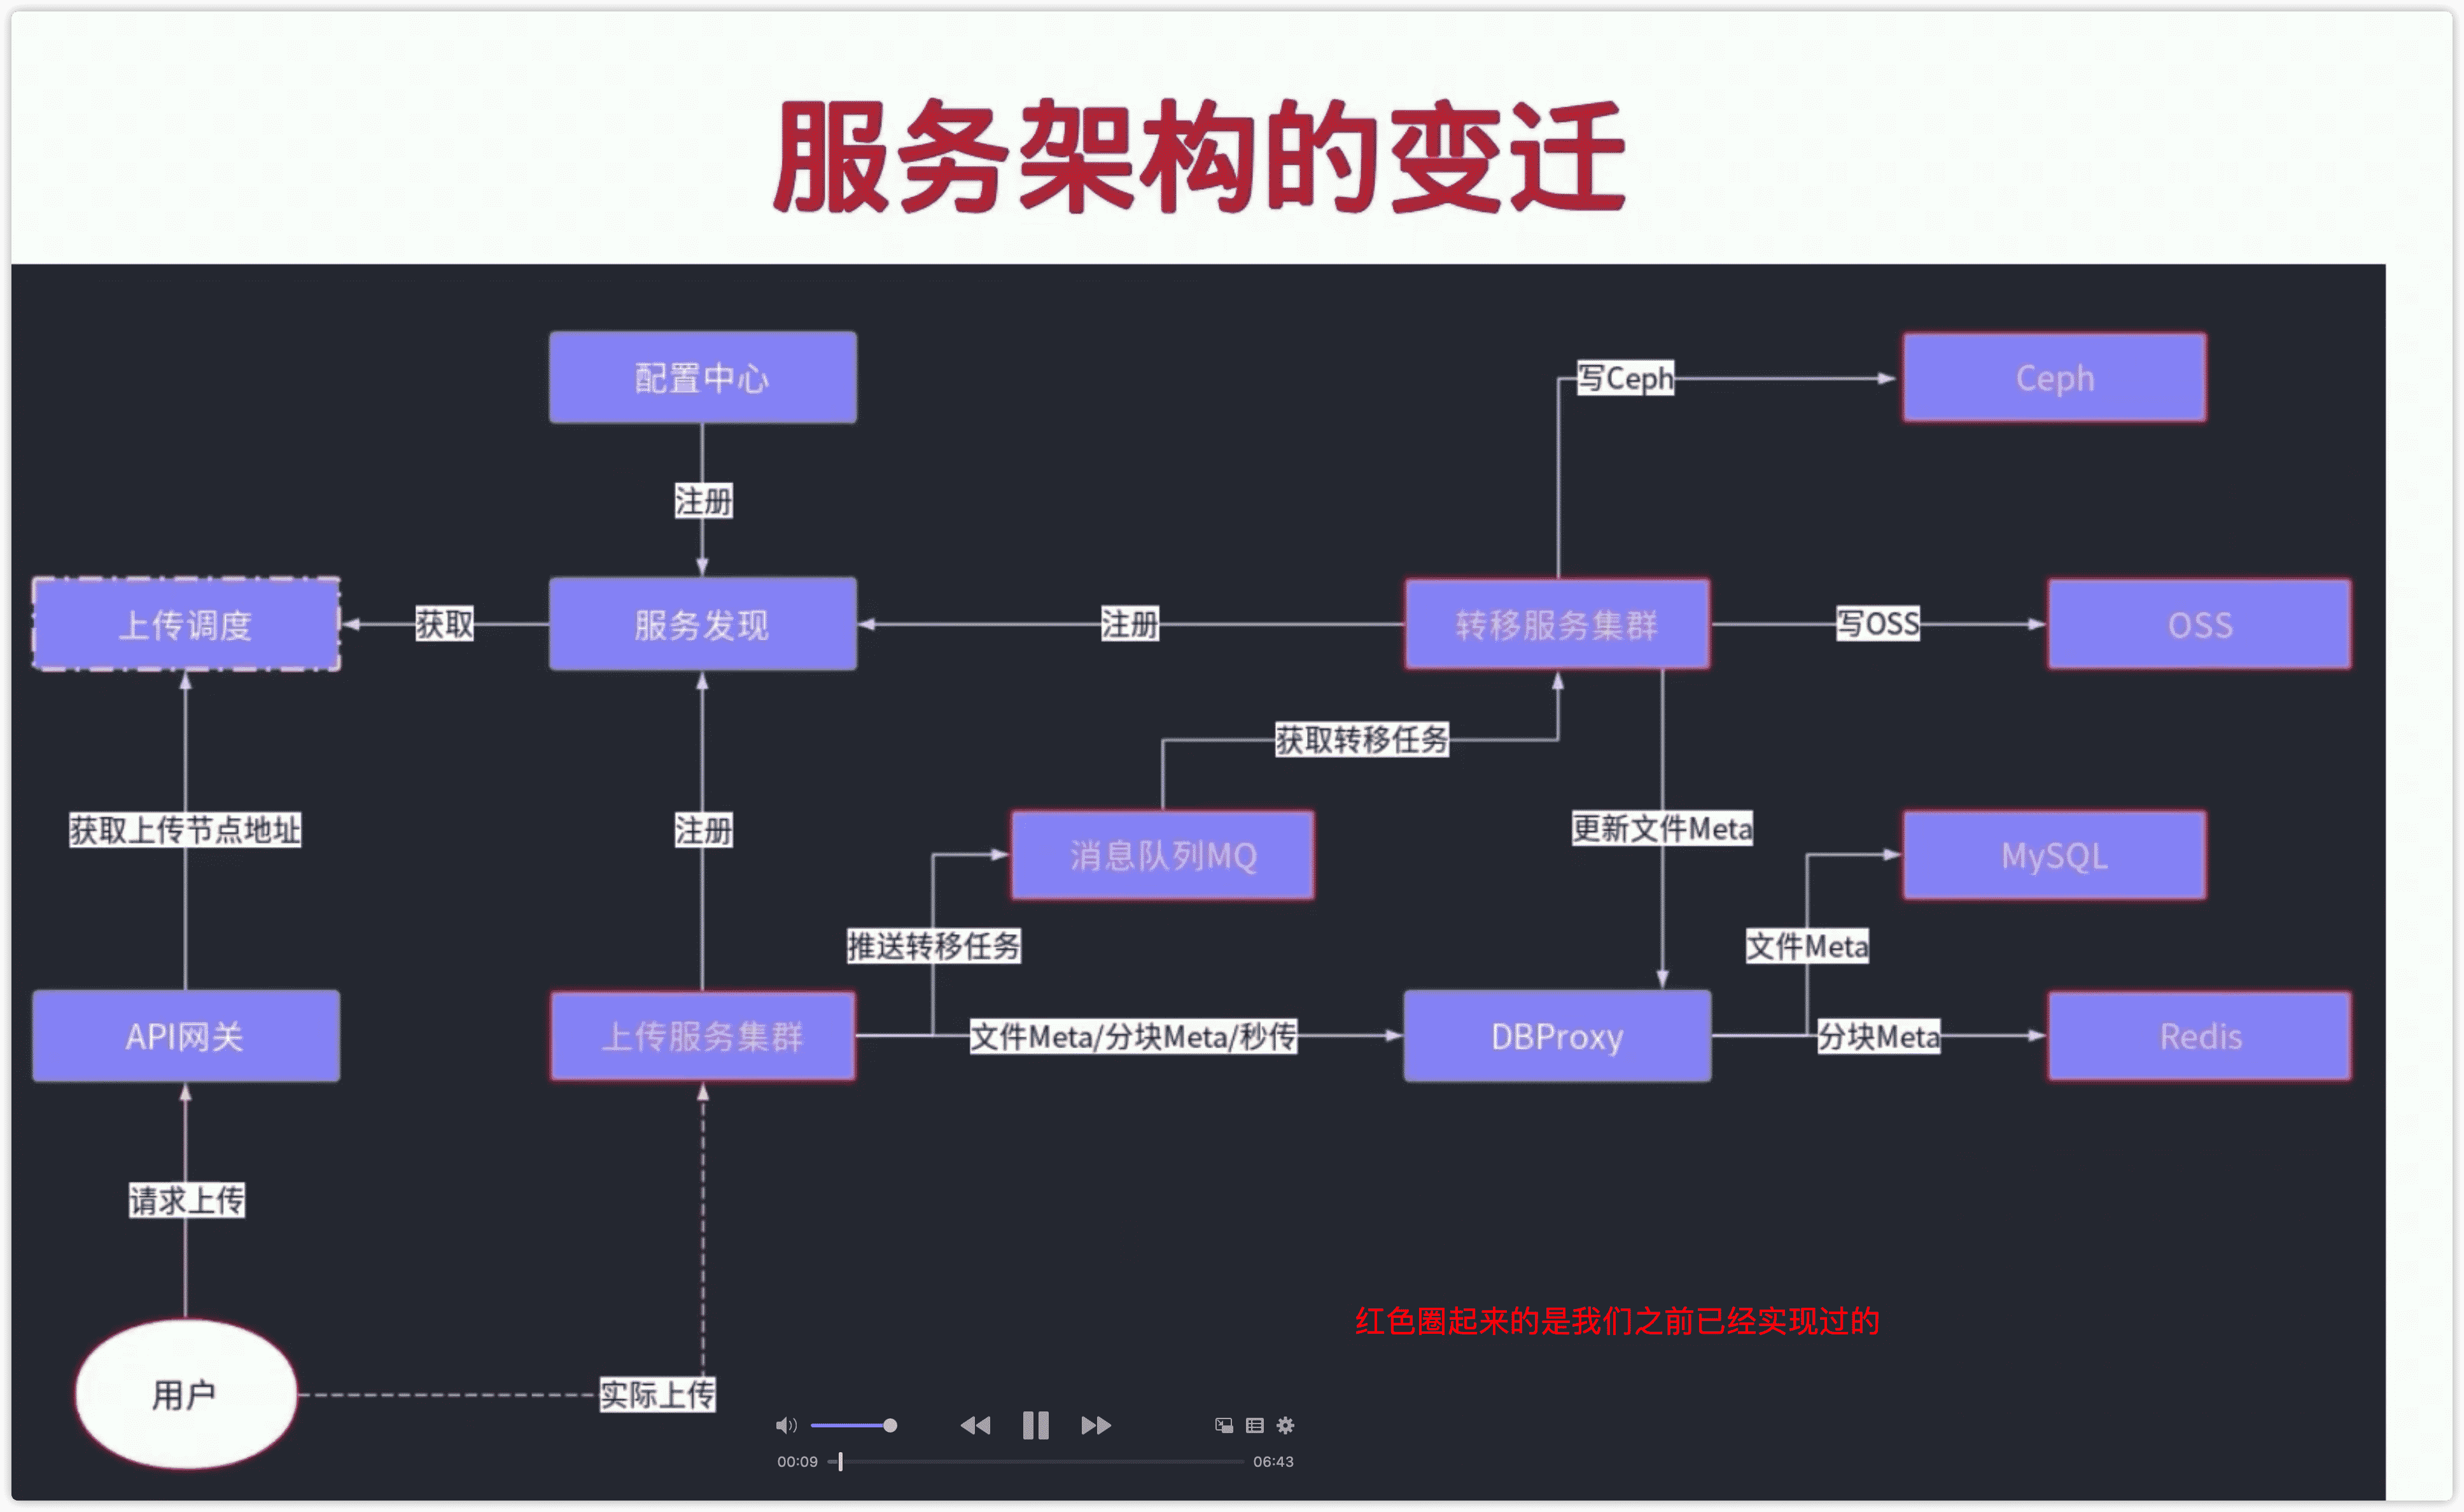 服务架构的变迁
配置中心
写Ceph
Ceph
注册
上传调度
获取
服务发现
注册
转移服务集群
写OSS
OSS
获取转移任务
获取上传节点地址
注册
消息队列MQ
更新文件Meta
MySQL
推送转移任务
文件Meta
API网关
上传服务集群
文件Meta/分块Meta/秒传
DBProxy
分块Meta
Redis
请求上传
红色圈起来的是我们之前已经实现过的
用户
实际上传
00:09
06:43